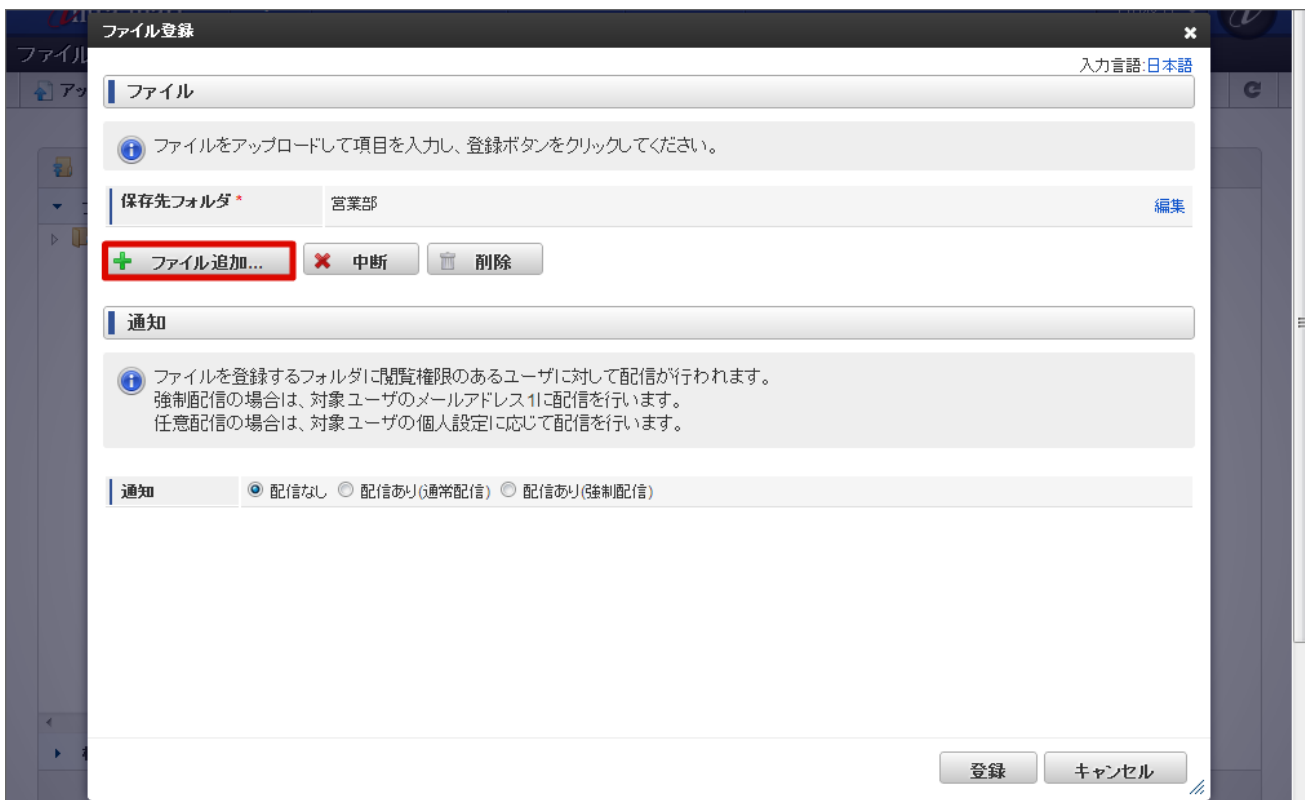 ファイル登録
ファイル
入力言語:日本語
アッ
ファイル
ファイルをアップロードして項目を入力し、登録ボタンをクリックしてください。
保存先フォルダ* 営業部 編集
ファイル追加... 中断 削除
通知
ファイルを登録するフォルダに閲覧権限のあるユーザに対して配信が行われます。
強制配信の場合は、対象ユーザのメールアドレス1に配信を行います。
任意配信の場合は、対象ユーザの個人設定に応じて配信を行います。
通知 配信なし 配信あり(通常配信) 配信あり(強制配信)
登録 キャンセル